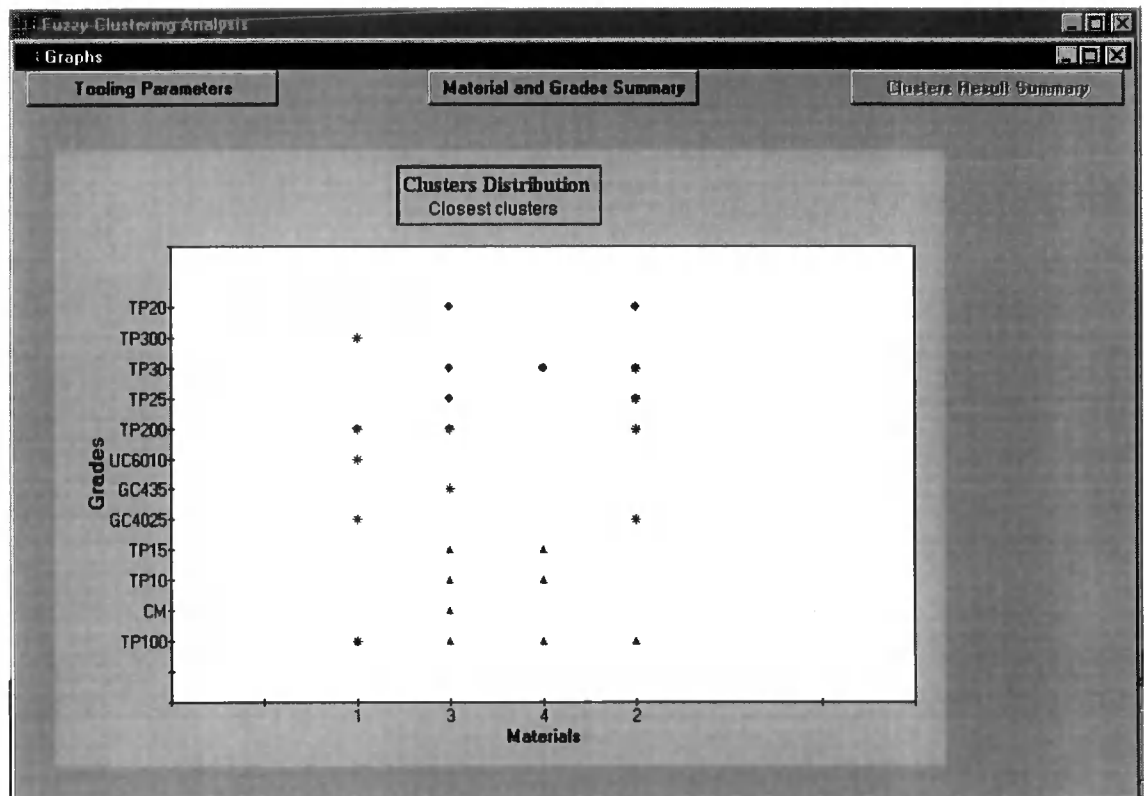 Fuzzy Clustering Analysis
Graphs
Tooling Parameters
Material and Grades Summary
Clusters Result Summary
Clusters Distribution
Closest clusters
TP20
TP300
TP30
TP25
TP200
UC6010
GC435
GC4025
TP15
TP10
CM
TP100
Grades
1 3 4 2
Materials